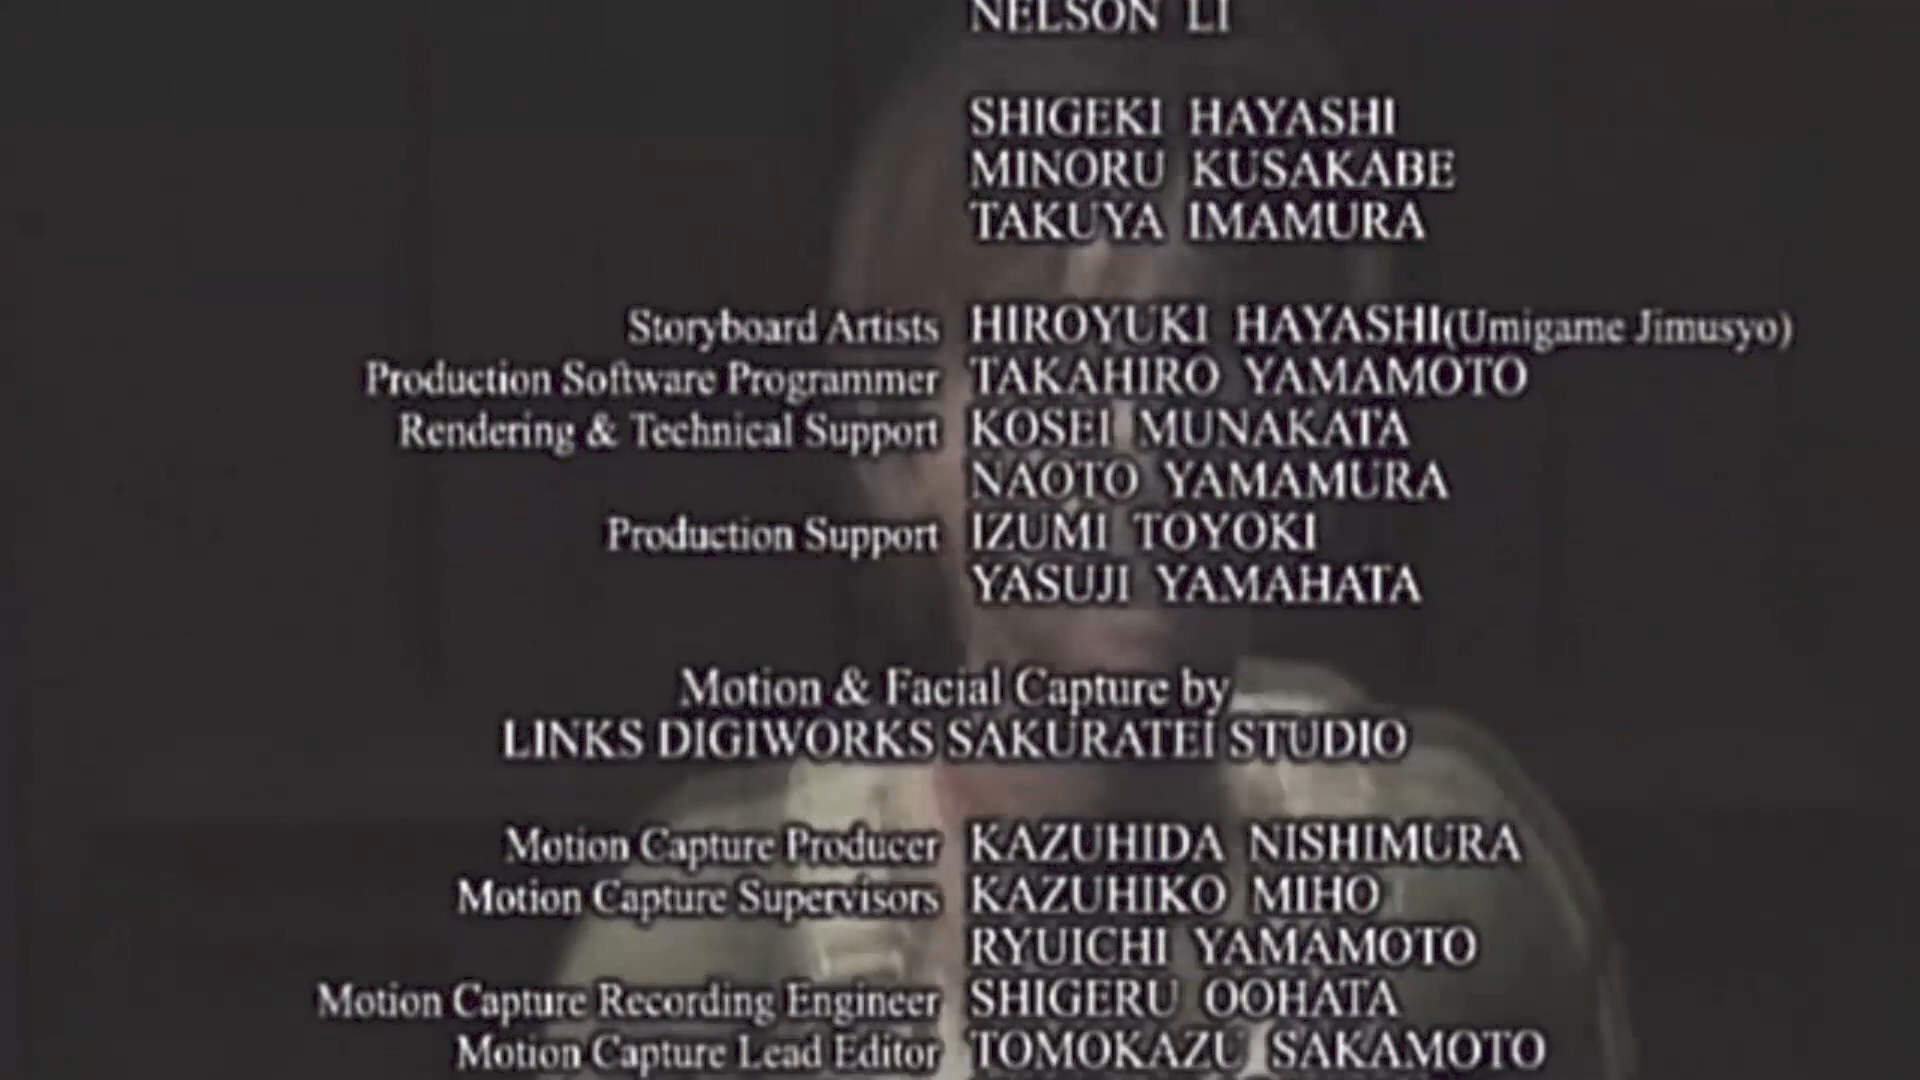 NELSON LI
SHIGEKI HAYASHI
MINORU KUSAKABE
TAKUYA IMAMURA
Storyboard Artists HIROYUKI HAYASHI(Umigame Jimusyo)
Production Software Programmer TAKAHIRO YAMAMOTO
Rendering & Technical Support KOSEI MUNAKATA
NAOTO YAMAMURA
Production Support IZUMI TOYOKI
YASUJI YAMAHATA
Motion & Facial Capture by
LINKS DIGIWORKS SAKURATEI STUDIO
Motion Capture Producer KAZUHIDA NISHIMURA
Motion Capture Supervisors KAZUHIKO MIHO
RYUICHI YAMAMOTO
Motion Capture Recording Engineer SHIGERU OOHATA
Motion Capture Lead Editor TOMOKAZU SAKAMOTO